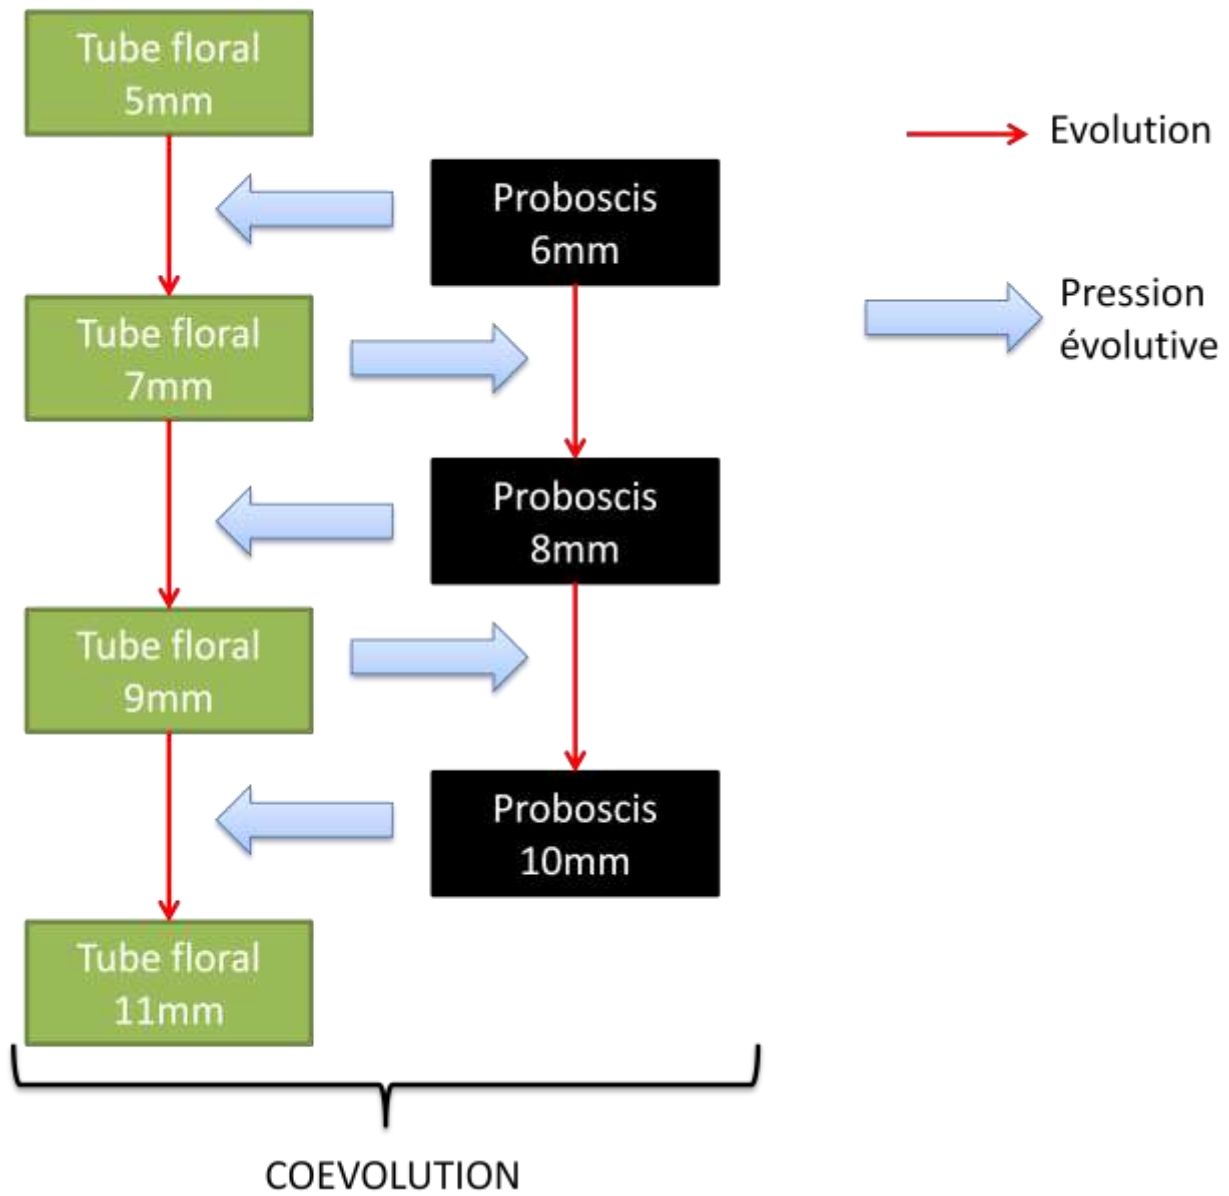 Tube floral
5mm
Evolution
Proboscis
6mm
Pression
évolutive
Tube floral
7mm
Proboscis
8mm
Tube floral
9mm
Proboscis
10mm
Tube floral
11mm
COEVOLUTION